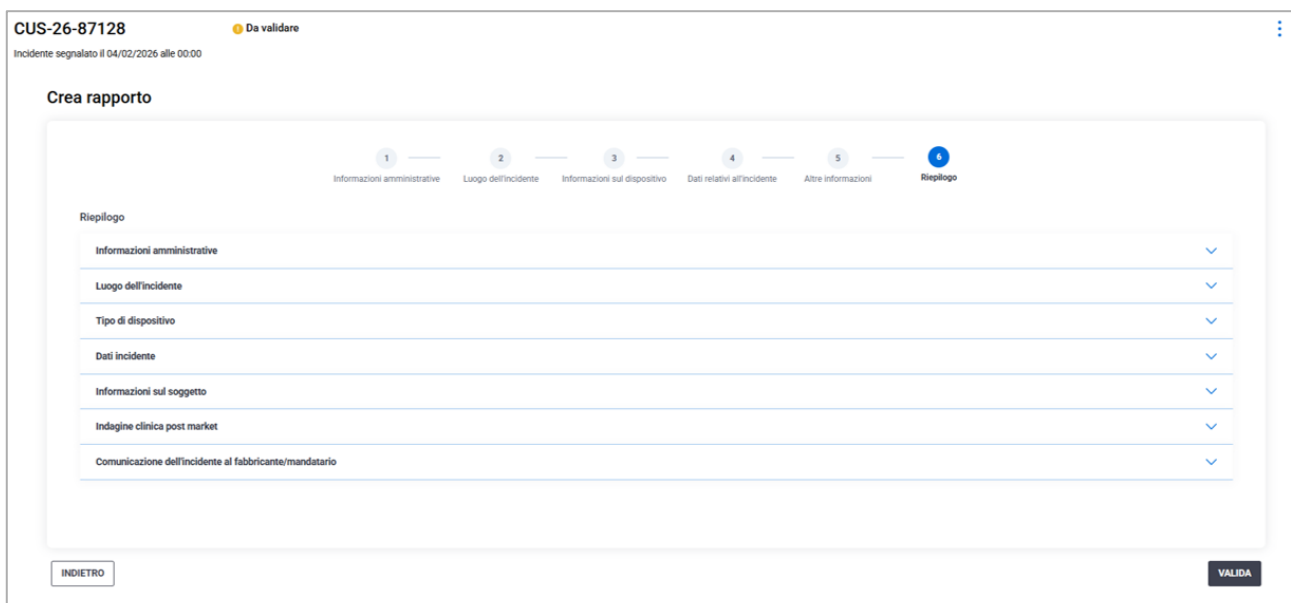 CUS-26-87128
Da validare
Incidente segnalato il 04/02/2026 alle 00:00
Crea rapporto
1 2 3 4 5 6
Informazioni amministrative Luogo dell'incidente Informazioni sul dispositivo Dati relativi all'incidente Altre informazioni Riepilogo
Riepilogo
Informazioni amministrative
Luogo dell'incidente
Tipo di dispositivo
Dati incidente
Informazioni sul soggetto
Indagine clinica post market
Comunicazione dell'incidente al fabbricante/mandatario
INDIETRO VALIDA